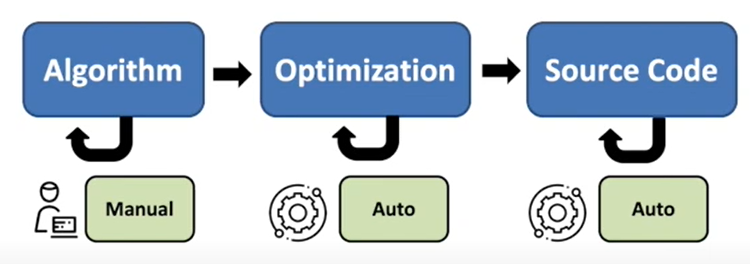 Algorithm
Optimization
Source Code
Manual
Auto
Auto